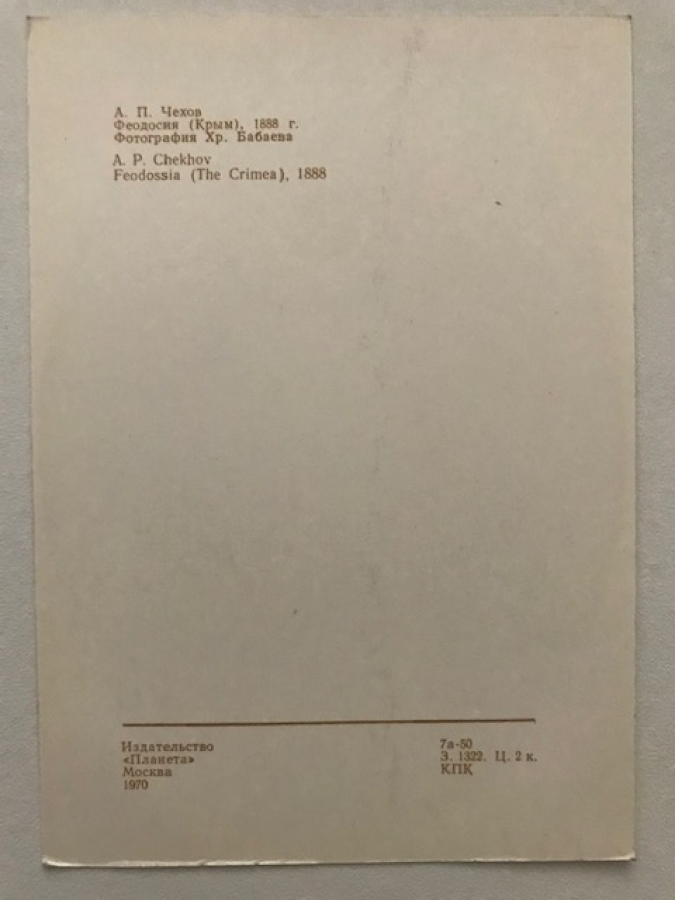 А. П. Чехов
Феодосия (Крым), 1888 г.
Фотография Хр. Бабаева
A. P. Chekhov
Feodossia (The Crimea), 1888
Издательство
«Планета»
Москва
1970
7а-50
З. 1322. Ц. 2 к.
КПК